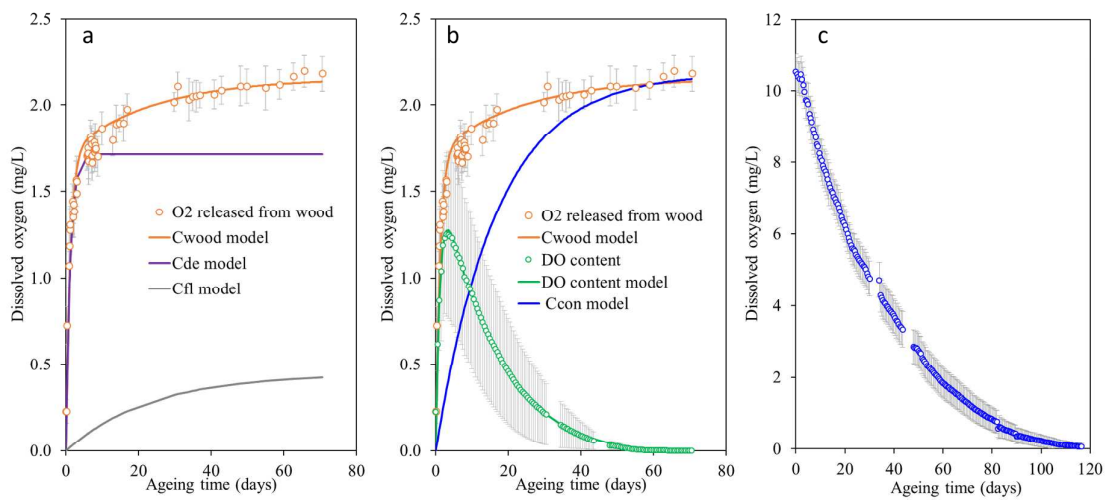 a
2.5
2.0
1.5
1.0
0.5
0.0
Dissolved oxygen (mg/L)
O2 released from wood
Cwood model
Cde model
Cfl model
0 20 40 60 80
Ageing time (days)
b
2.5
2.0
1.5
1.0
0.5
0.0
Dissolved oxygen (mg/L)
O2 released from wood
Cwood model
DO content
DO content model
Ccon model
0 20 40 60 80
Ageing time (days)
c
12
10
8
6
4
2
0
Dissolved oxygen (mg/L)
0 20 40 60 80 100 120
Ageing time (days)